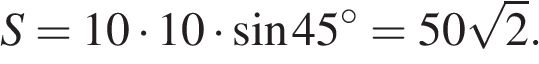 S = 10 · 10 · sin 45° = 50√2.